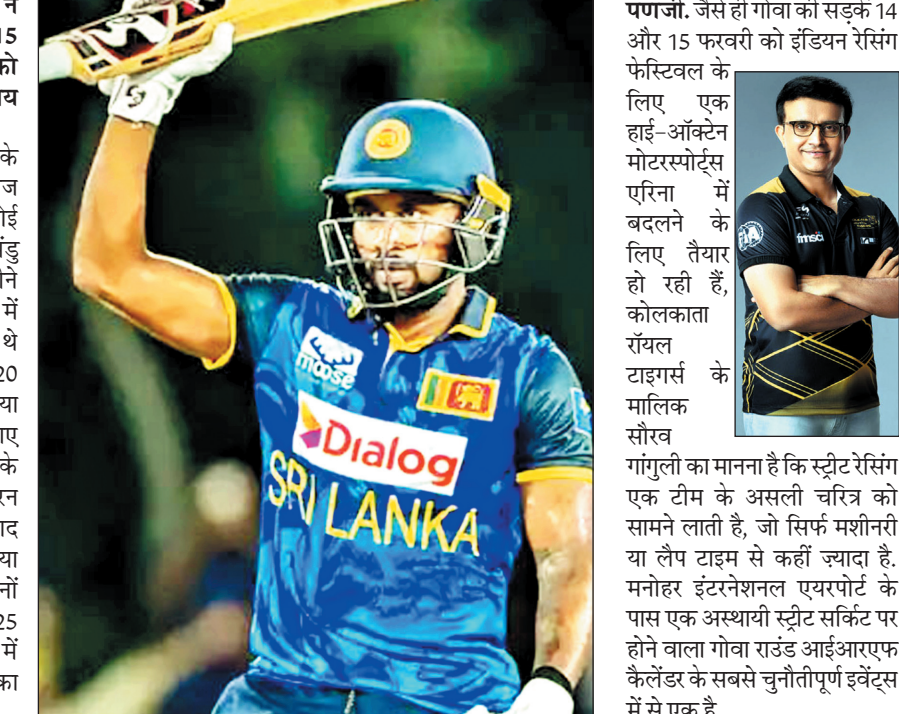 ने
15
को
य
के
ज
ोई
ांडु
ीने
में
थे
20
या
ाए
के
रन
ाद
या
नों
25
में
का
moose
Dialog
SRI LANKA
पणजी. जैसे ही गोवा की सड़कें 14
और 15 फरवरी को इंडियन रेसिंग
फेस्टिवल के
लिए एक
हाई-ऑक्टेन
मोटरस्पोर्ट्स
एरिना में
बदलने के
लिए तैयार
हो रही हैं,
कोलकाता
रॉयल
टाइगर्स के
मालिक
सौरव
गांगुली का मानना है कि स्ट्रीट रेसिंग
एक टीम के असली चरित्र को
सामने लाती है, जो सिर्फ मशीनरी
या लैप टाइम से कहीं ज़्यादा है.
मनोहर इंटरनेशनल एयरपोर्ट के
पास एक अस्थायी स्ट्रीट सर्किट पर
होने वाला गोवा राउंड आईआरएफ
कैलेंडर के सबसे चुनौतीपूर्ण इवेंट्स
में से एक है
FIA
fmsci